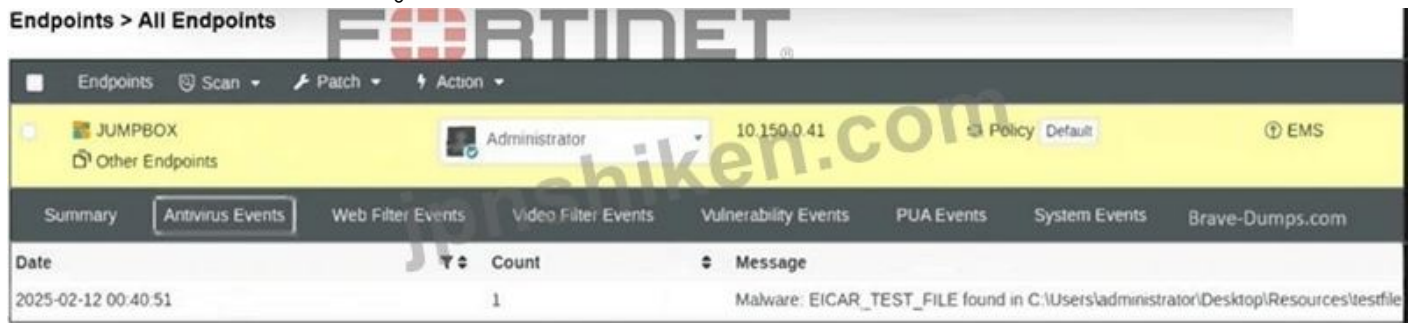 Endpoints > All Endpoints
FORTINET
Endpoints Scan Patch Action
JUMPBOX Administrator 10.150.0.41 Policy Default EMS
Other Endpoints
jpnshiken.com
Summary Antivirus Events Web Filter Events Video Filter Events Vulnerability Events PUA Events System Events Brave-Dumps.com
Date Count Message
2025-02-12 00:40:51 1 Malware: EICAR_TEST_FILE found in C:\Users\administrator\Desktop\Resources\testfile